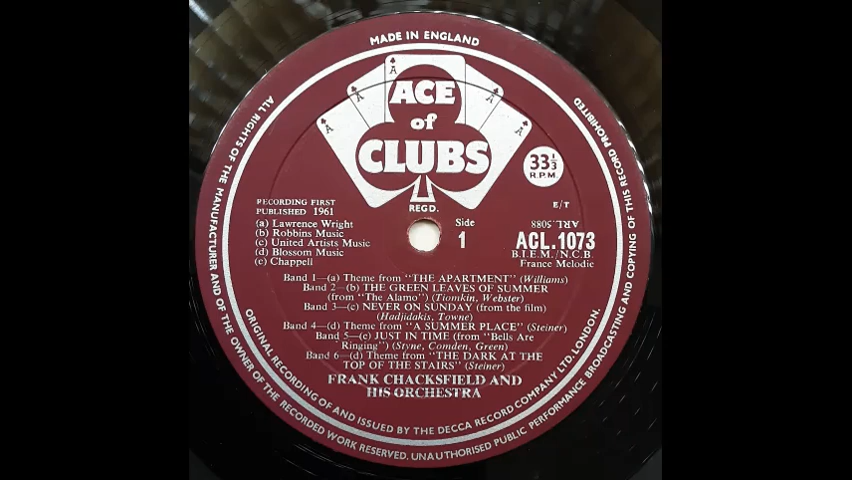 MADE IN ENGLAND
A
A
A
A
A
ACE
of
CLUBS
REGD.
33⅓
R.P.M.
RECORDING FIRST
PUBLISHED 1961
(a) Lawrence Wright
(b) Robbins Music
(c) United Artists Music
(d) Blossom Music
(e) Chappell
Side
1
E/T
ARL.5088
ACL.1073
B.I.E.M./N.C.B.
France Melodie
Band 1—(a) Theme from "THE APARTMENT" (Williams)
Band 2—(b) THE GREEN LEAVES OF SUMMER
(from "The Alamo") (Tiomkin, Webster)
Band 3—(c) NEVER ON SUNDAY (from the film)
(Hadjidakis, Towne)
Band 4—(d) Theme from "A SUMMER PLACE" (Steiner)
Band 5—(e) JUST IN TIME (from "Bells Are
Ringing") (Styne, Comden, Green)
Band 6—(d) Theme from "THE DARK AT THE
TOP OF THE STAIRS" (Steiner)
FRANK CHACKSFIELD AND
HIS ORCHESTRA
ORIGINAL RECORDING OF AND ISSUED BY THE DECCA RECORD COMPANY LTD. LONDON.
ALL RIGHTS OF THE MANUFACTURER AND OF THE OWNER OF THE RECORDED WORK RESERVED. UNAUTHORISED PUBLIC PERFORMANCE BROADCASTING AND COPYING OF THIS RECORD PROHIBITED